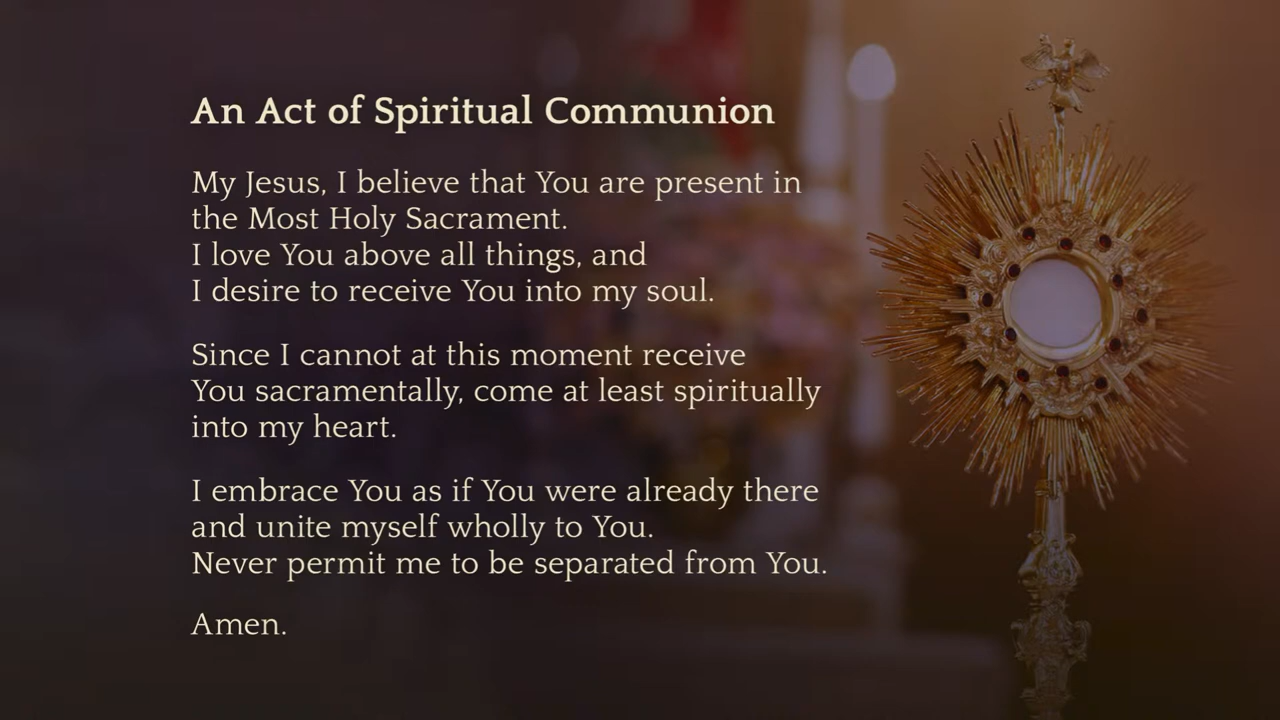 An Act of Spiritual Communion
My Jesus, I believe that You are present in
the Most Holy Sacrament.
I love You above all things, and
I desire to receive You into my soul.
Since I cannot at this moment receive
You sacramentally, come at least spiritually
into my heart.
I embrace You as if You were already there
and unite myself wholly to You.
Never permit me to be separated from You.
Amen.